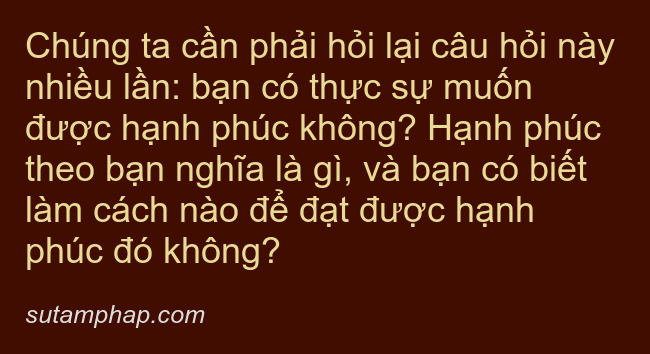 Chúng ta cần phải hỏi lại câu hỏi này
nhiều lần: bạn có thực sự muốn
được hạnh phúc không? Hạnh phúc
theo bạn nghĩa là gì, và bạn có biết
làm cách nào để đạt được hạnh
phúc đó không?
sutamphap.com